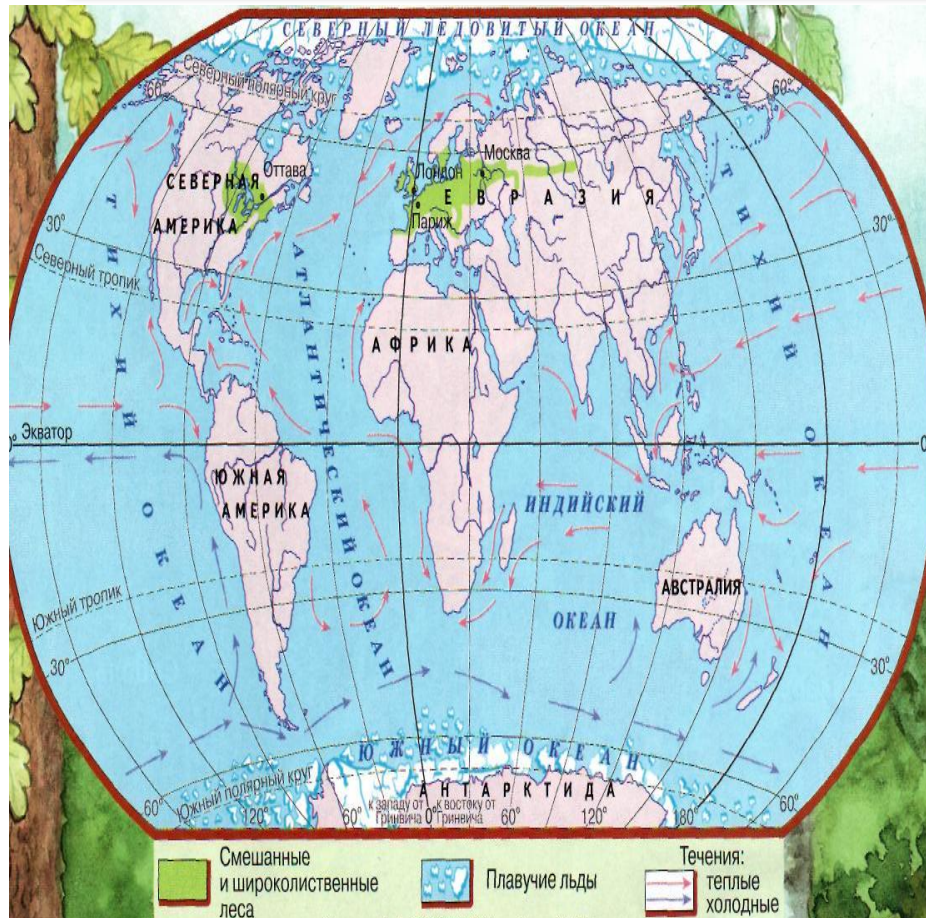 СЕВЕРНЫЙ ЛЕДОВИТЫЙ ОКЕАН
Северный полярный круг
60°
60°
Москва
Лондон
Оттава
СЕВЕРНАЯ
АМЕРИКА
ЕВРАЗИЯ
Париж
30°
30°
Северный тропик
ТИХИЙ
ОКЕАН
АТЛАНТИЧЕСКИЙ ОКЕАН
ТИХИЙ
ОКЕАН
АФРИКА
0° Экватор
0
ЮЖНАЯ
АМЕРИКА
ИНДИЙСКИЙ
ОКЕАН
АВСТРАЛИЯ
Южный тропик
30°
30°
ЮЖНЫЙ ОКЕАН
Южный полярный круг
АНТАРКТИДА
60°
120°
к западу от Гринвича
0°
к востоку от Гринвича
60°
120°
180°
60°
Смешанные
и широколиственные
леса
Плавучие льды
Течения:
теплые
холодные